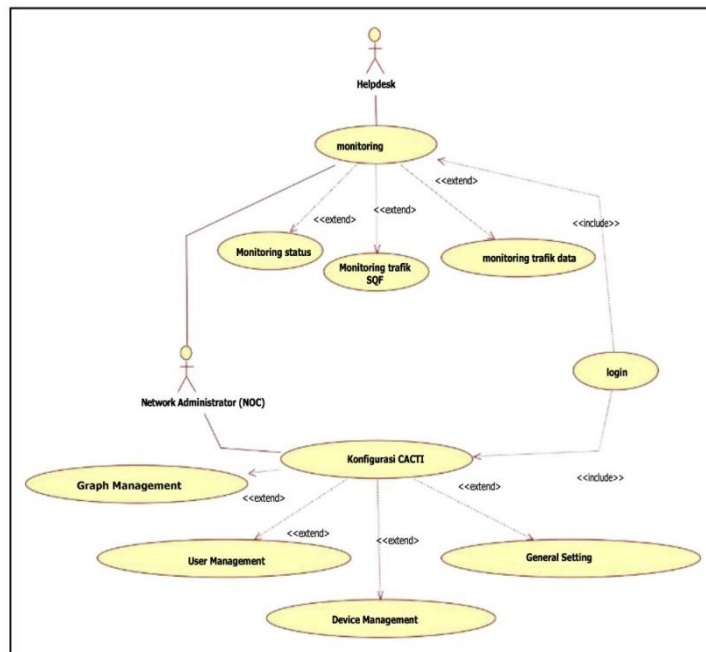 Helpdesk
monitoring
<<extend>>
<<extend>>
<<extend>>
<<include>>
Monitoring status
Monitoring trafik
SQF
monitoring trafik data
login
Network Administrator (NOC)
Konfigurasi CACTI
Graph Management
<<extend>>
<<extend>>
<<include>>
<<extend>>
<<extend>>
User Management
General Setting
Device Management